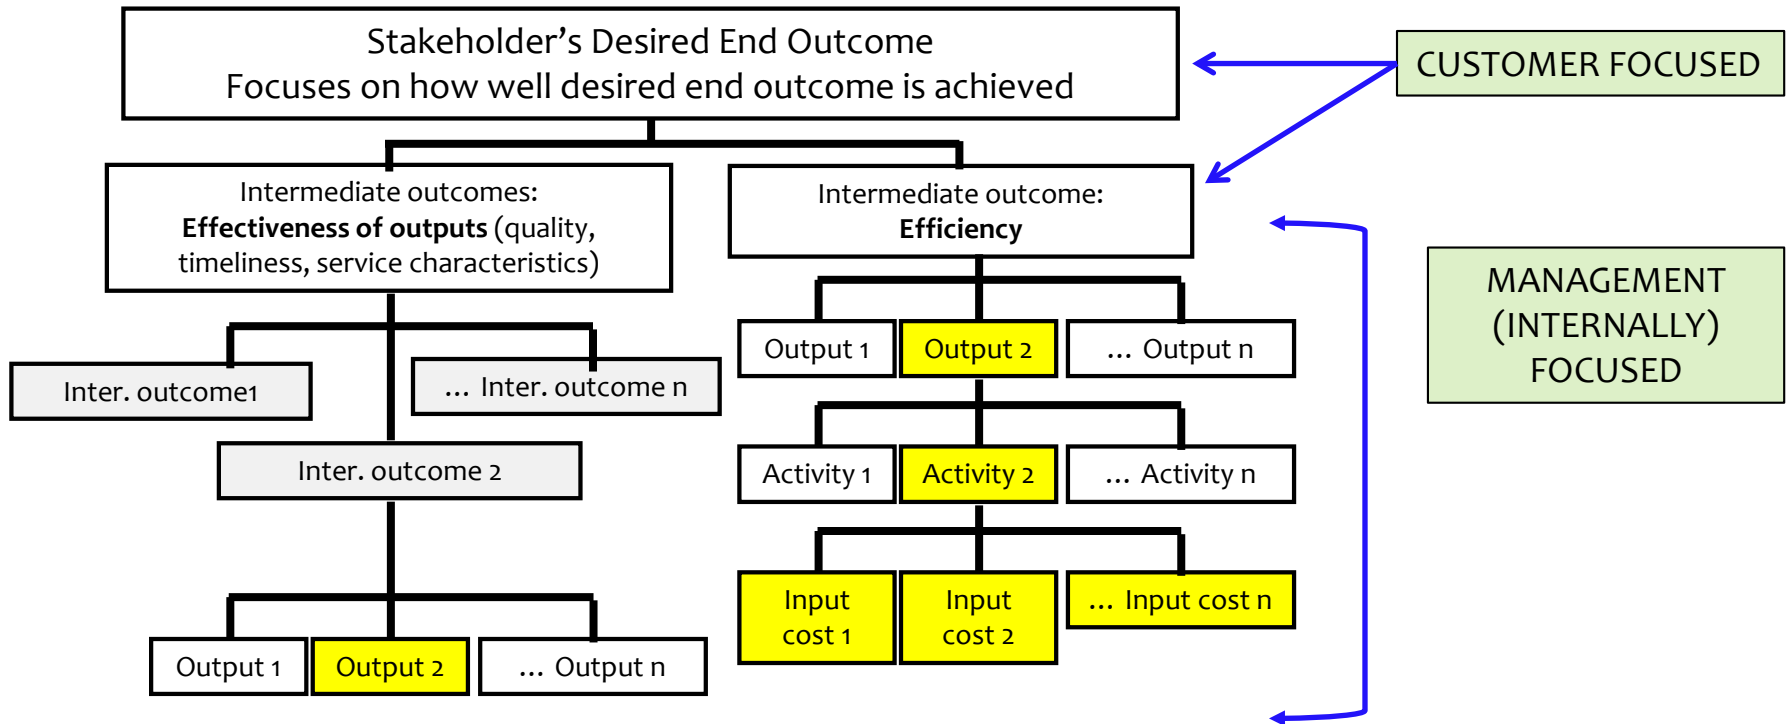 Stakeholder’s Desired End Outcome
Focuses on how well desired end outcome is achieved
CUSTOMER FOCUSED
Intermediate outcomes:
Effectiveness of outputs (quality,
timeliness, service characteristics)
Intermediate outcome:
Efficiency
MANAGEMENT
(INTERNALLY)
FOCUSED
Output 1
Output 2
... Output n
Inter. outcome1
... Inter. outcome n
Inter. outcome 2
Activity 1
Activity 2
... Activity n
Input
cost 1
Input
cost 2
... Input cost n
Output 1
Output 2
... Output n